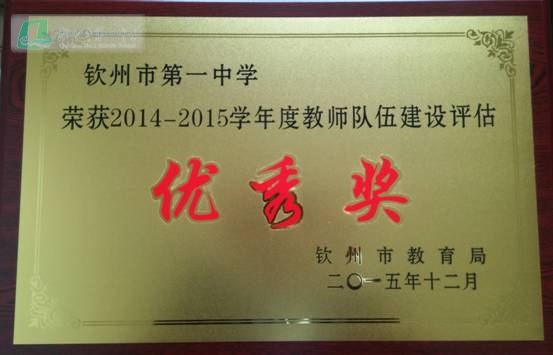 钦州市第一中学
荣获2014-2015学年度教师队伍建设评估
优秀奖
钦州市教育局
二〇一五年十二月